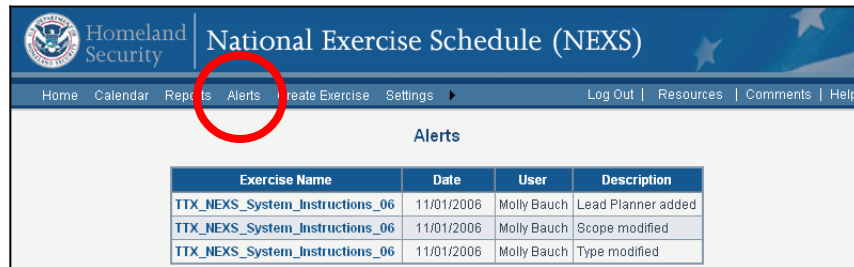 Homeland Security
National Exercise Schedule (NEXS)
Home Calendar Reports Alerts Create Exercise Settings Log Out | Resources | Comments | Help
Alerts
Exercise Name Date User Description
TTX_NEXS_System_Instructions_06 11/01/2006 Molly Bauch Lead Planner added
TTX_NEXS_System_Instructions_06 11/01/2006 Molly Bauch Scope modified
TTX_NEXS_System_Instructions_06 11/01/2006 Molly Bauch Type modified